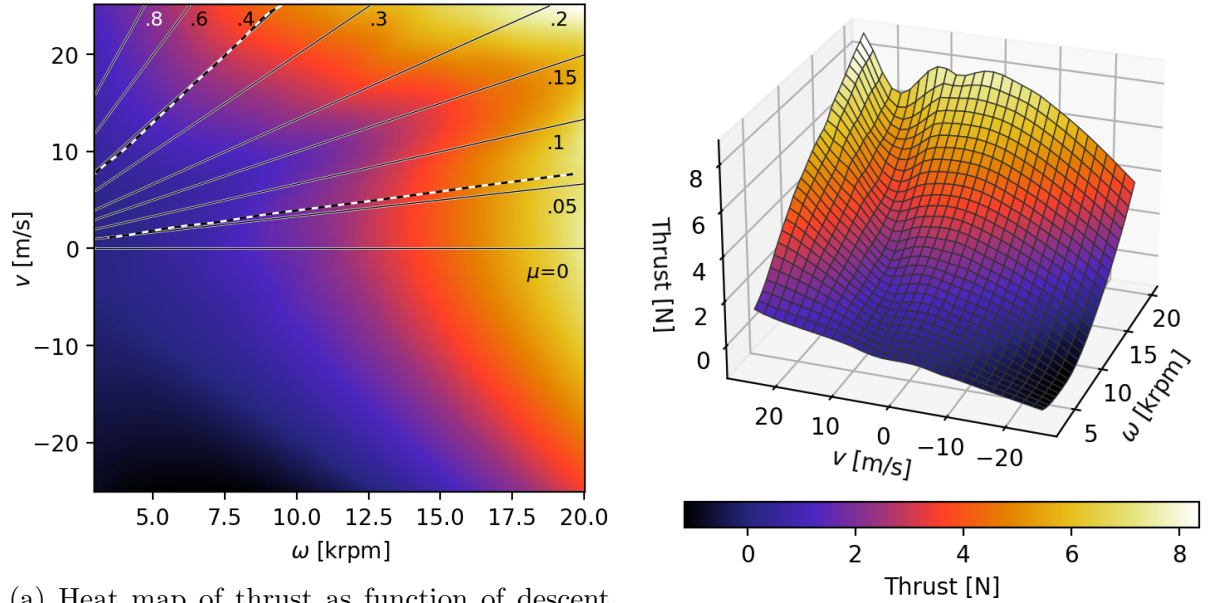 .8 .6 .4 .3 .2
.15
.1
.05
μ=0
20
10
0
−10
−20
v [m/s]
5.0 7.5 10.0 12.5 15.0 17.5 20.0
ω [krpm]
(a) Heat map of thrust as function of descent
8
6
4
2
0
Thrust [N]
20 10 0 −10 −20
v [m/s]
5 10 15 20
ω [krpm]
0 2 4 6 8
Thrust [N]